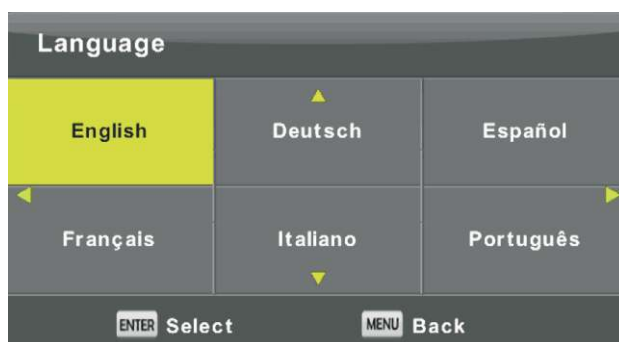 Language
English Deutsch Español
Français Italiano Português
ENTER Select MENU Back